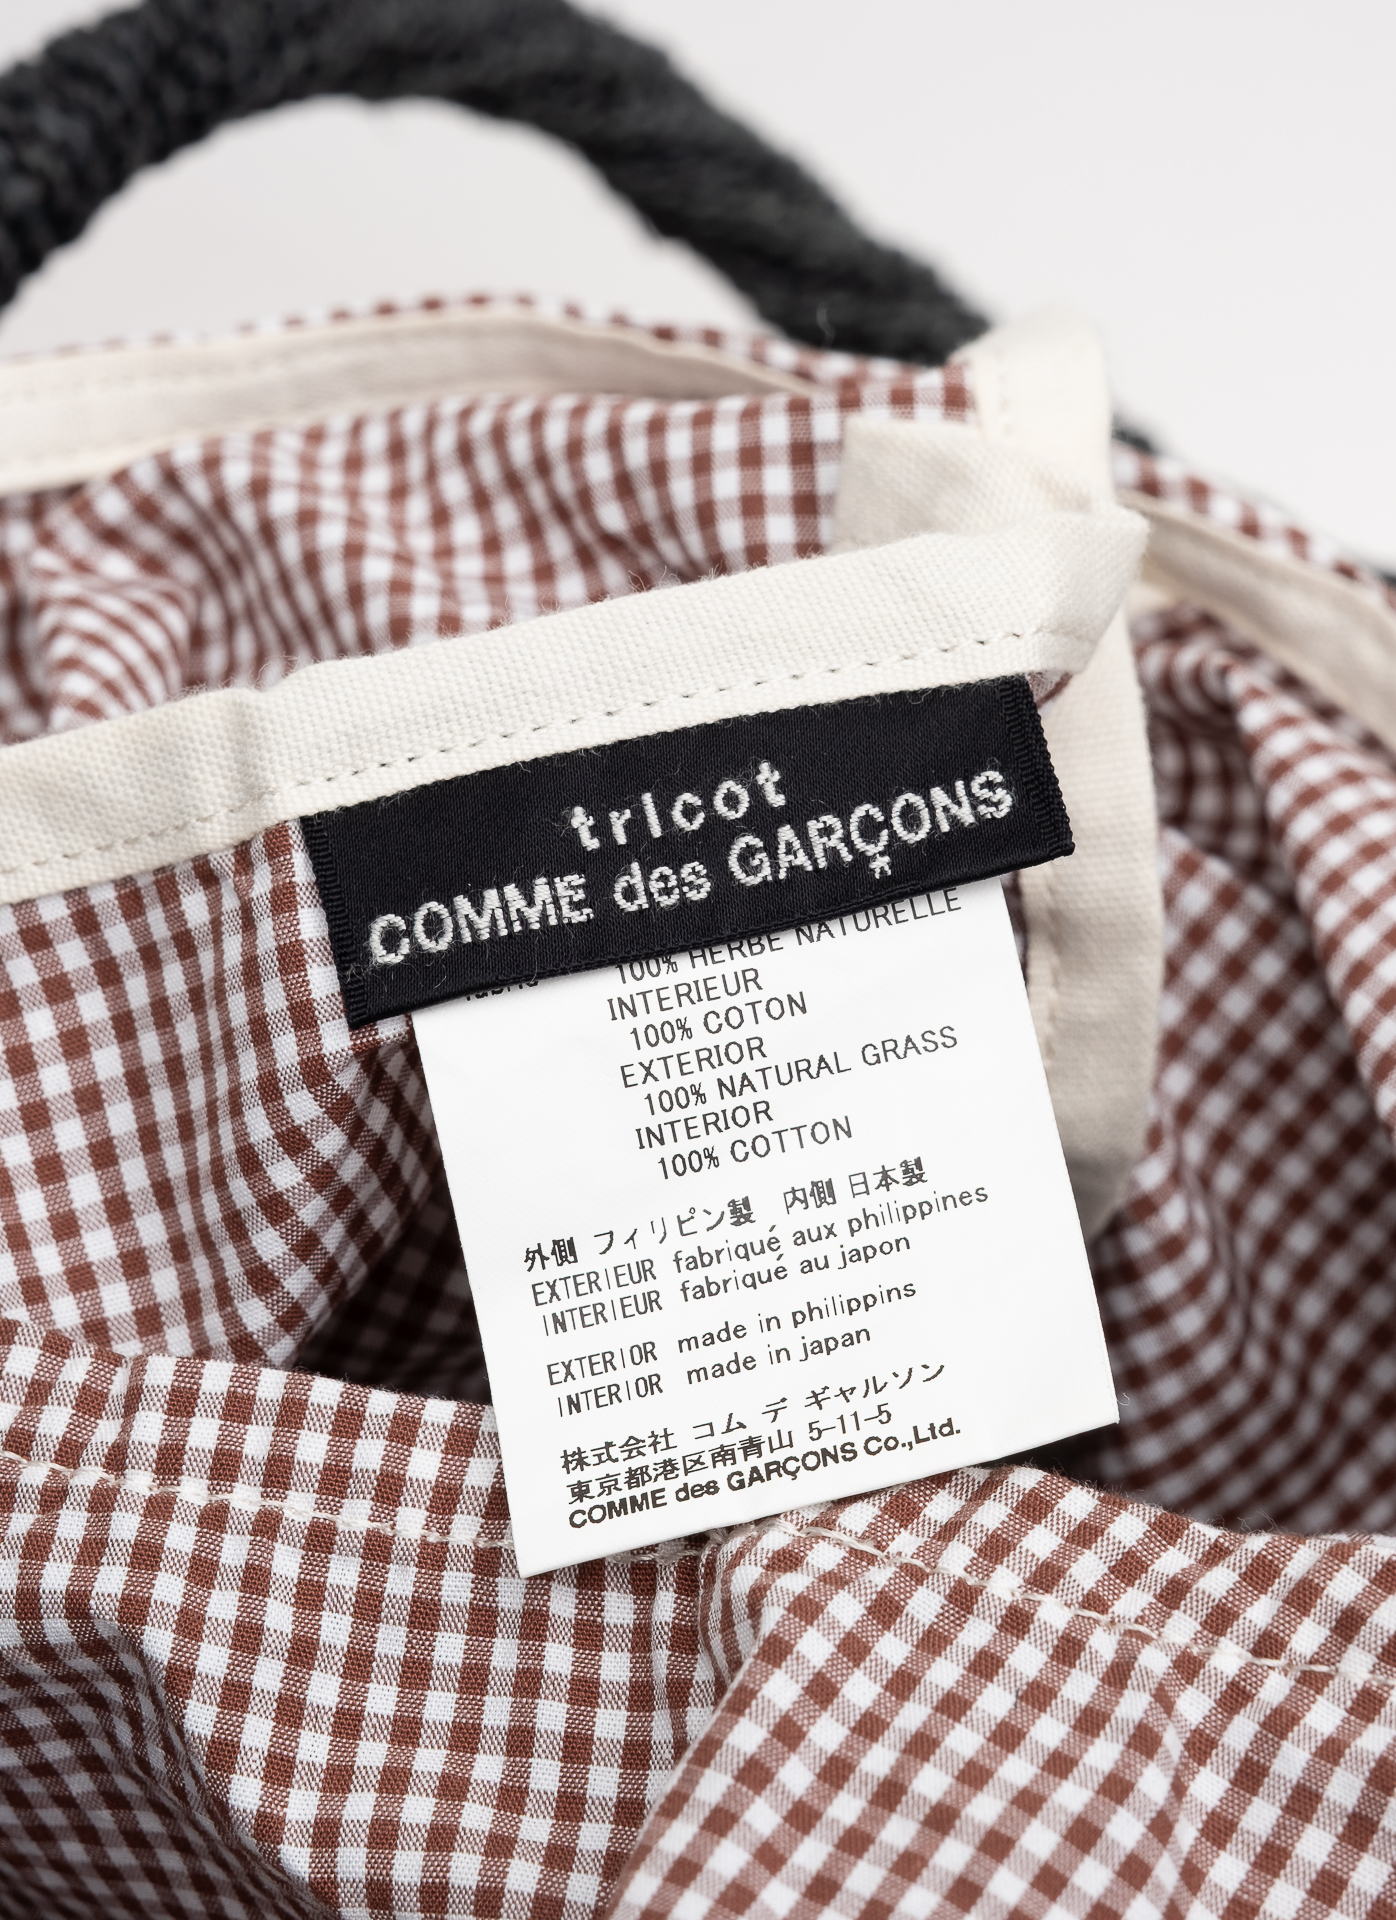 tricot
COMME des GARÇONS
100% HERBE NATURELLE
INTERIEUR
100% COTON
EXTERIOR
100% NATURAL GRASS
INTERIOR
100% COTTON
外側 フィリピン製 内側 日本製
EXTERIEUR fabriqué aux philippines
INTERIEUR fabriqué au japon
EXTERIOR made in philippins
INTERIOR made in japan
株式会社 コム デ ギャルソン
東京都港区南青山 5-11-5
COMME des GARÇONS Co.,Ltd.